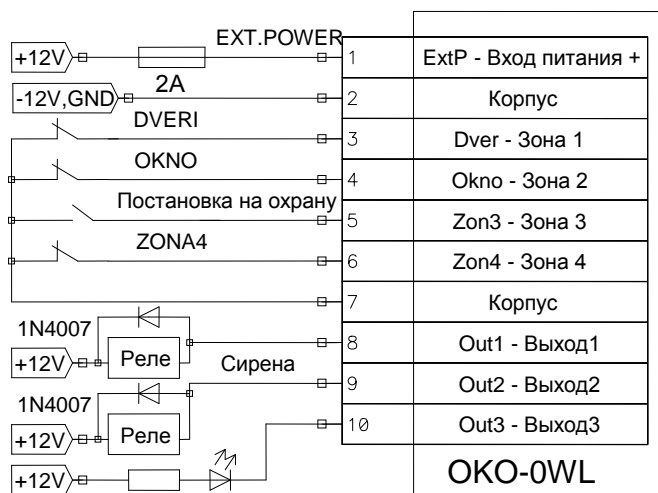 EXT.POWER
+12V
1 ExtP - Вход питания +
2A
-12V,GND
2 Корпус
DVERI
3 Dver - Зона 1
OKNO
4 Okno - Зона 2
Постановка на охрану
5 Zon3 - Зона 3
ZONA4
6 Zon4 - Зона 4
7 Корпус
1N4007
8 Out1 - Выход1
+12V Реле
Сирена
9 Out2 - Выход2
1N4007
10 Out3 - Выход3
+12V Реле
+12V
OKO-0WL